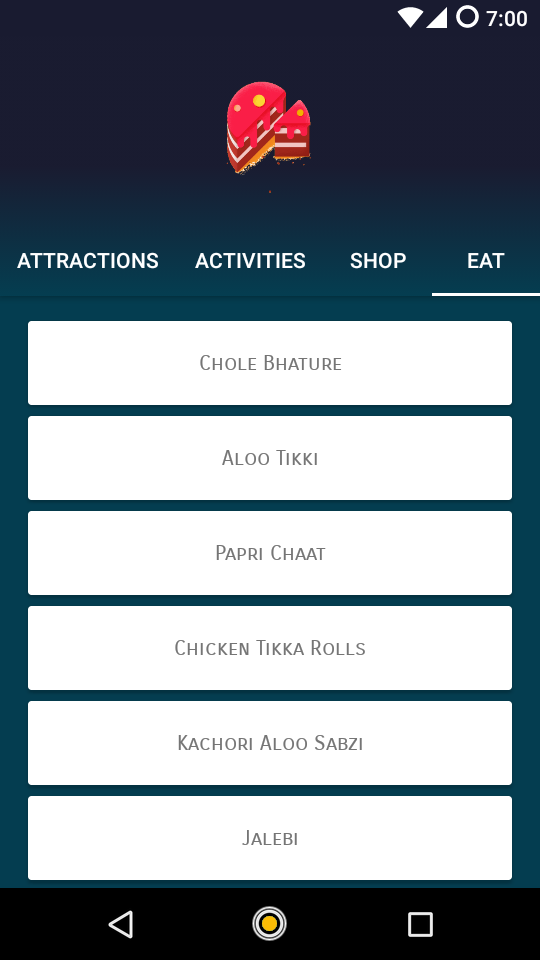 7:00
ATTRACTIONS ACTIVITIES SHOP EAT
Chole Bhature
Aloo Tikki
Papri Chaat
Chicken Tikka Rolls
Kachori Aloo Sabzi
Jalebi